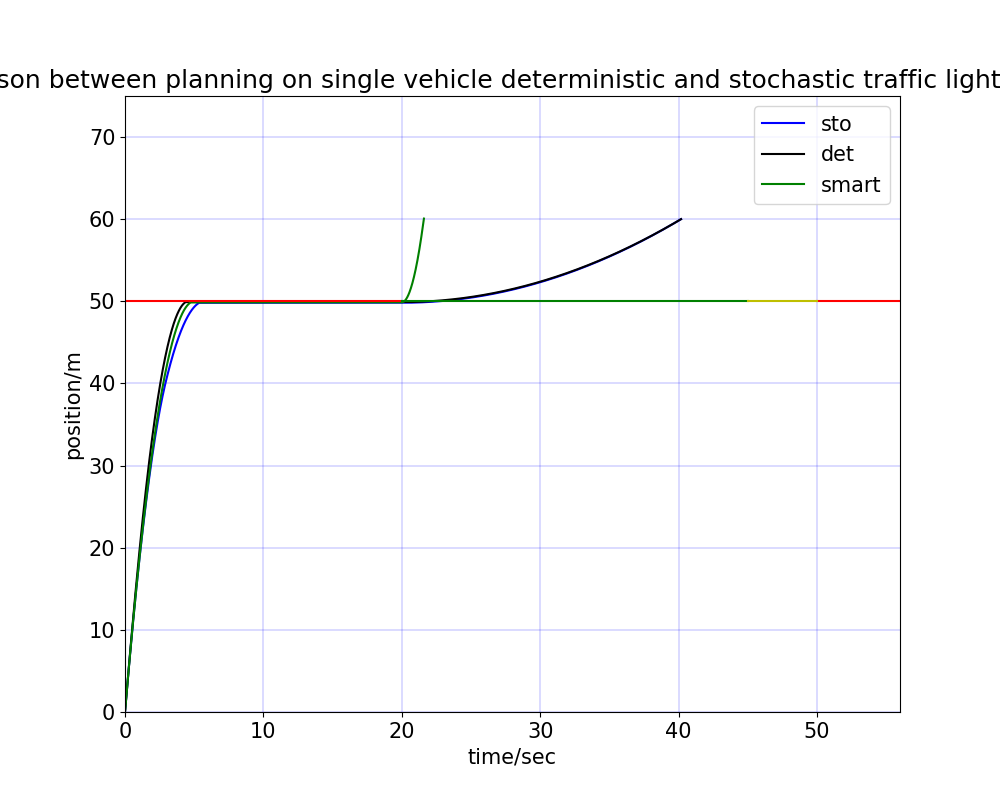 son between planning on single vehicle deterministic and stochastic traffic light
70
60
50
40
30
20
10
0
position/m
sto
det
smart
0 10 20 30 40 50
time/sec